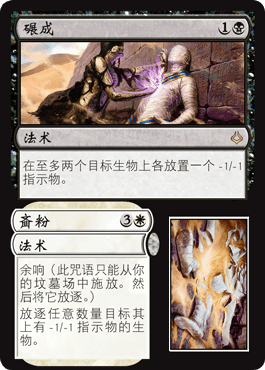 碾成 1
法术
在至多两个目标生物上各放置一个 -1/-1
指示物。
齑粉 3
法术
余响（此咒语只能从你
的坟墓场中施放。然
后将它放逐。）
放逐任意数量目标其
上有 -1/-1 指示物的生
物。